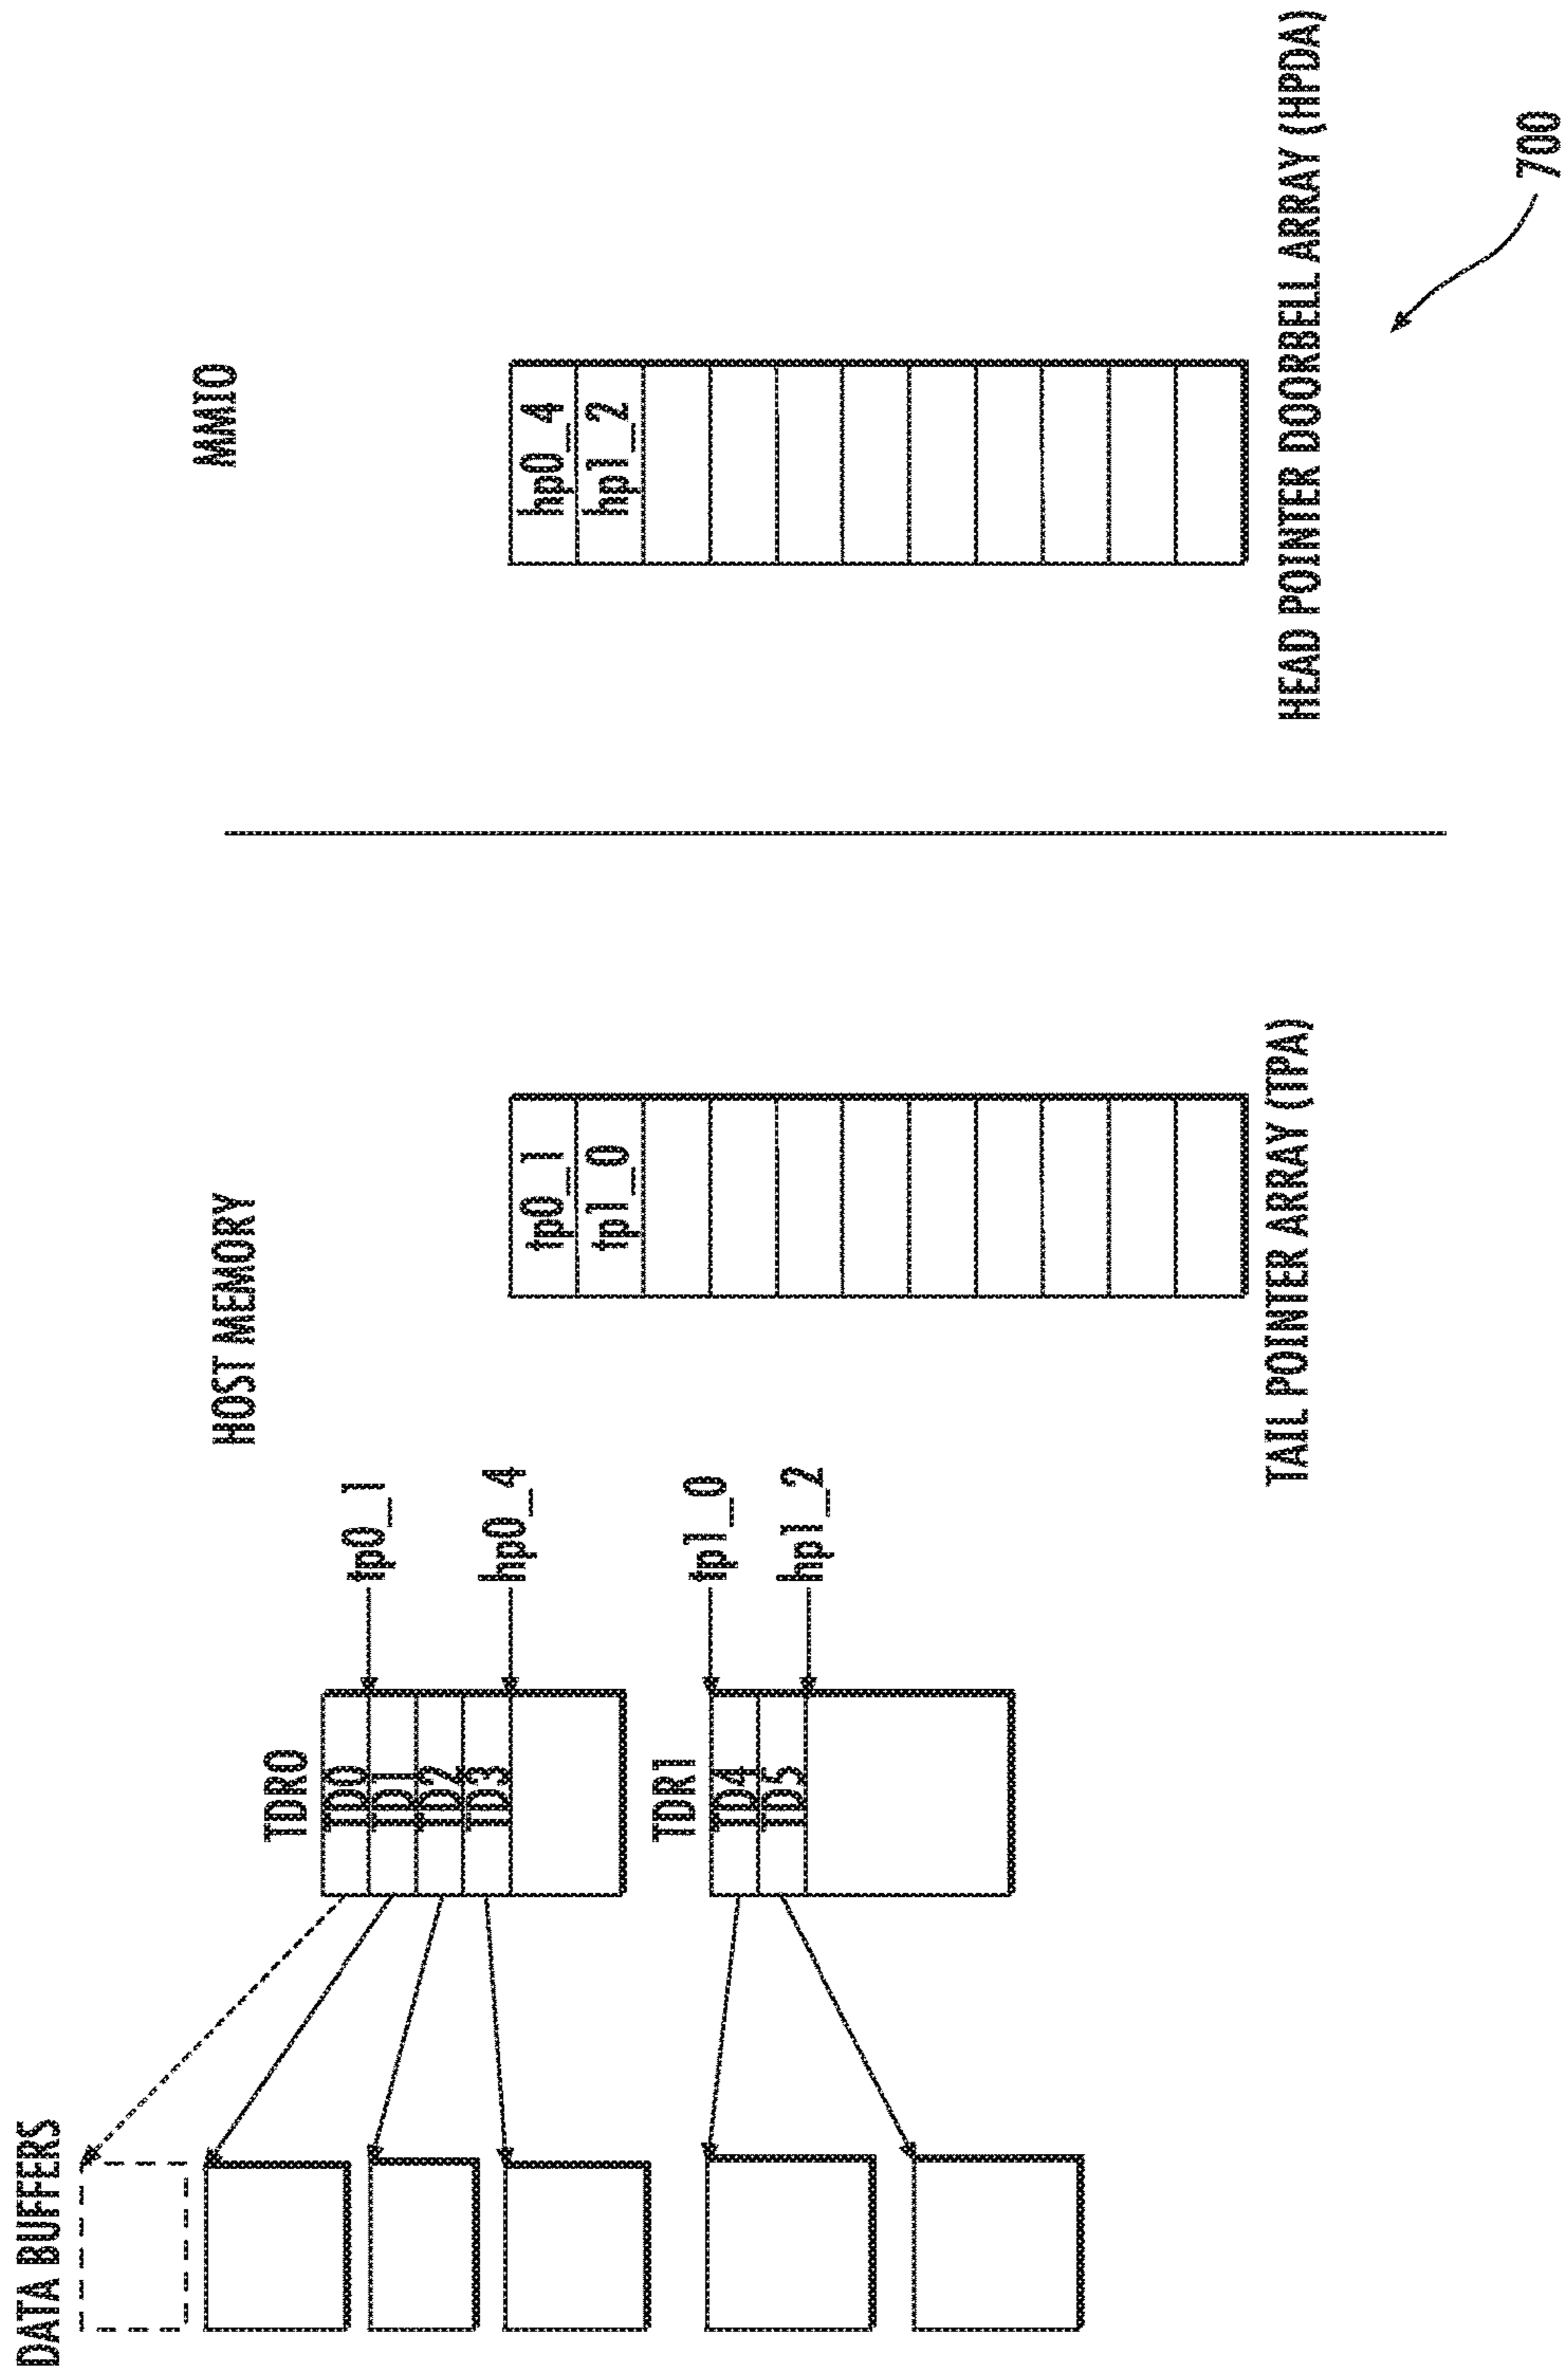 DATA BUFFERS
HOST MEMORY
MMIO
TDR0
TD0
TD1
TD2
TD3
tp0_1
hp0_4
TDR1
TD4
TD5
tp1_0
hp1_2
tp0_1
tp1_0
TAIL POINTER ARRAY (TPA)
hp0_4
hp1_2
HEAD POINTER DOORBELL ARRAY (HPDA)
700